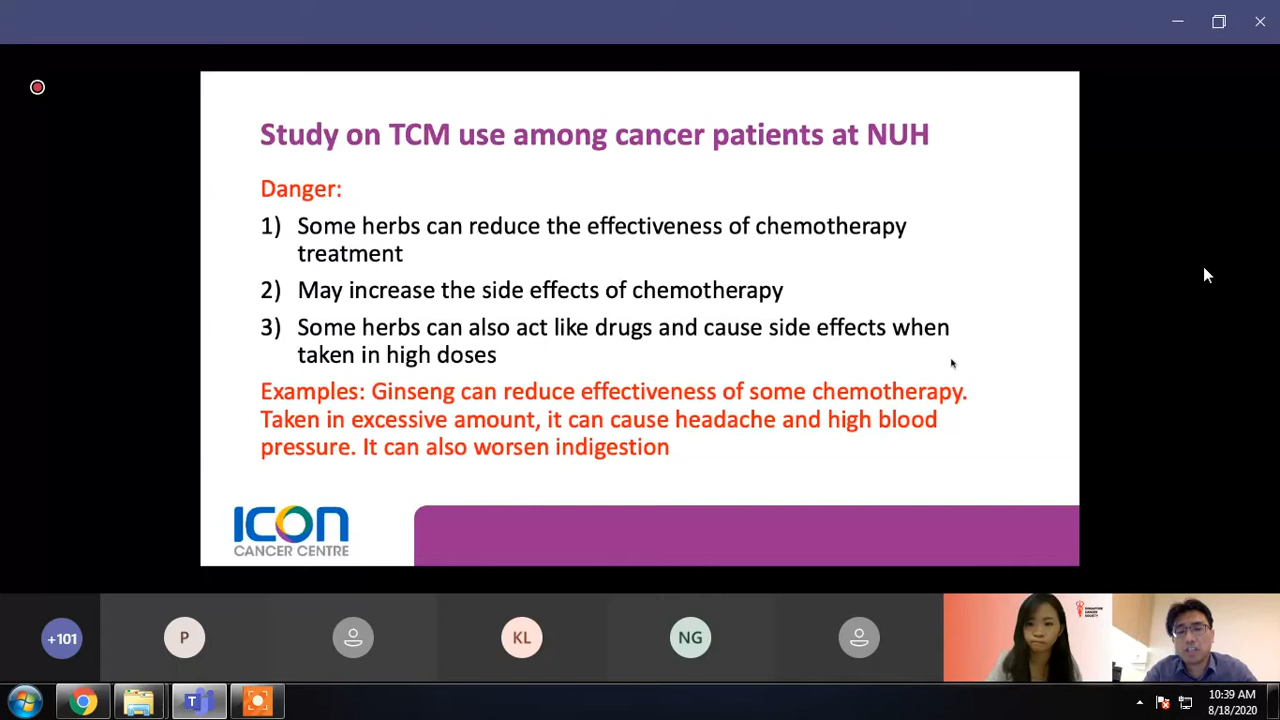 Study on TCM use among cancer patients at NUH
Danger:
1) Some herbs can reduce the effectiveness of chemotherapy
treatment
2) May increase the side effects of chemotherapy
3) Some herbs can also act like drugs and cause side effects when
taken in high doses
Examples: Ginseng can reduce effectiveness of some chemotherapy.
Taken in excessive amount, it can cause headache and high blood
pressure. It can also worsen indigestion
ICON
CANCER CENTRE
+101
P
KL
NG
SINGAPORE
CANCER
SOCIETY
10:39 AM
8/18/2020